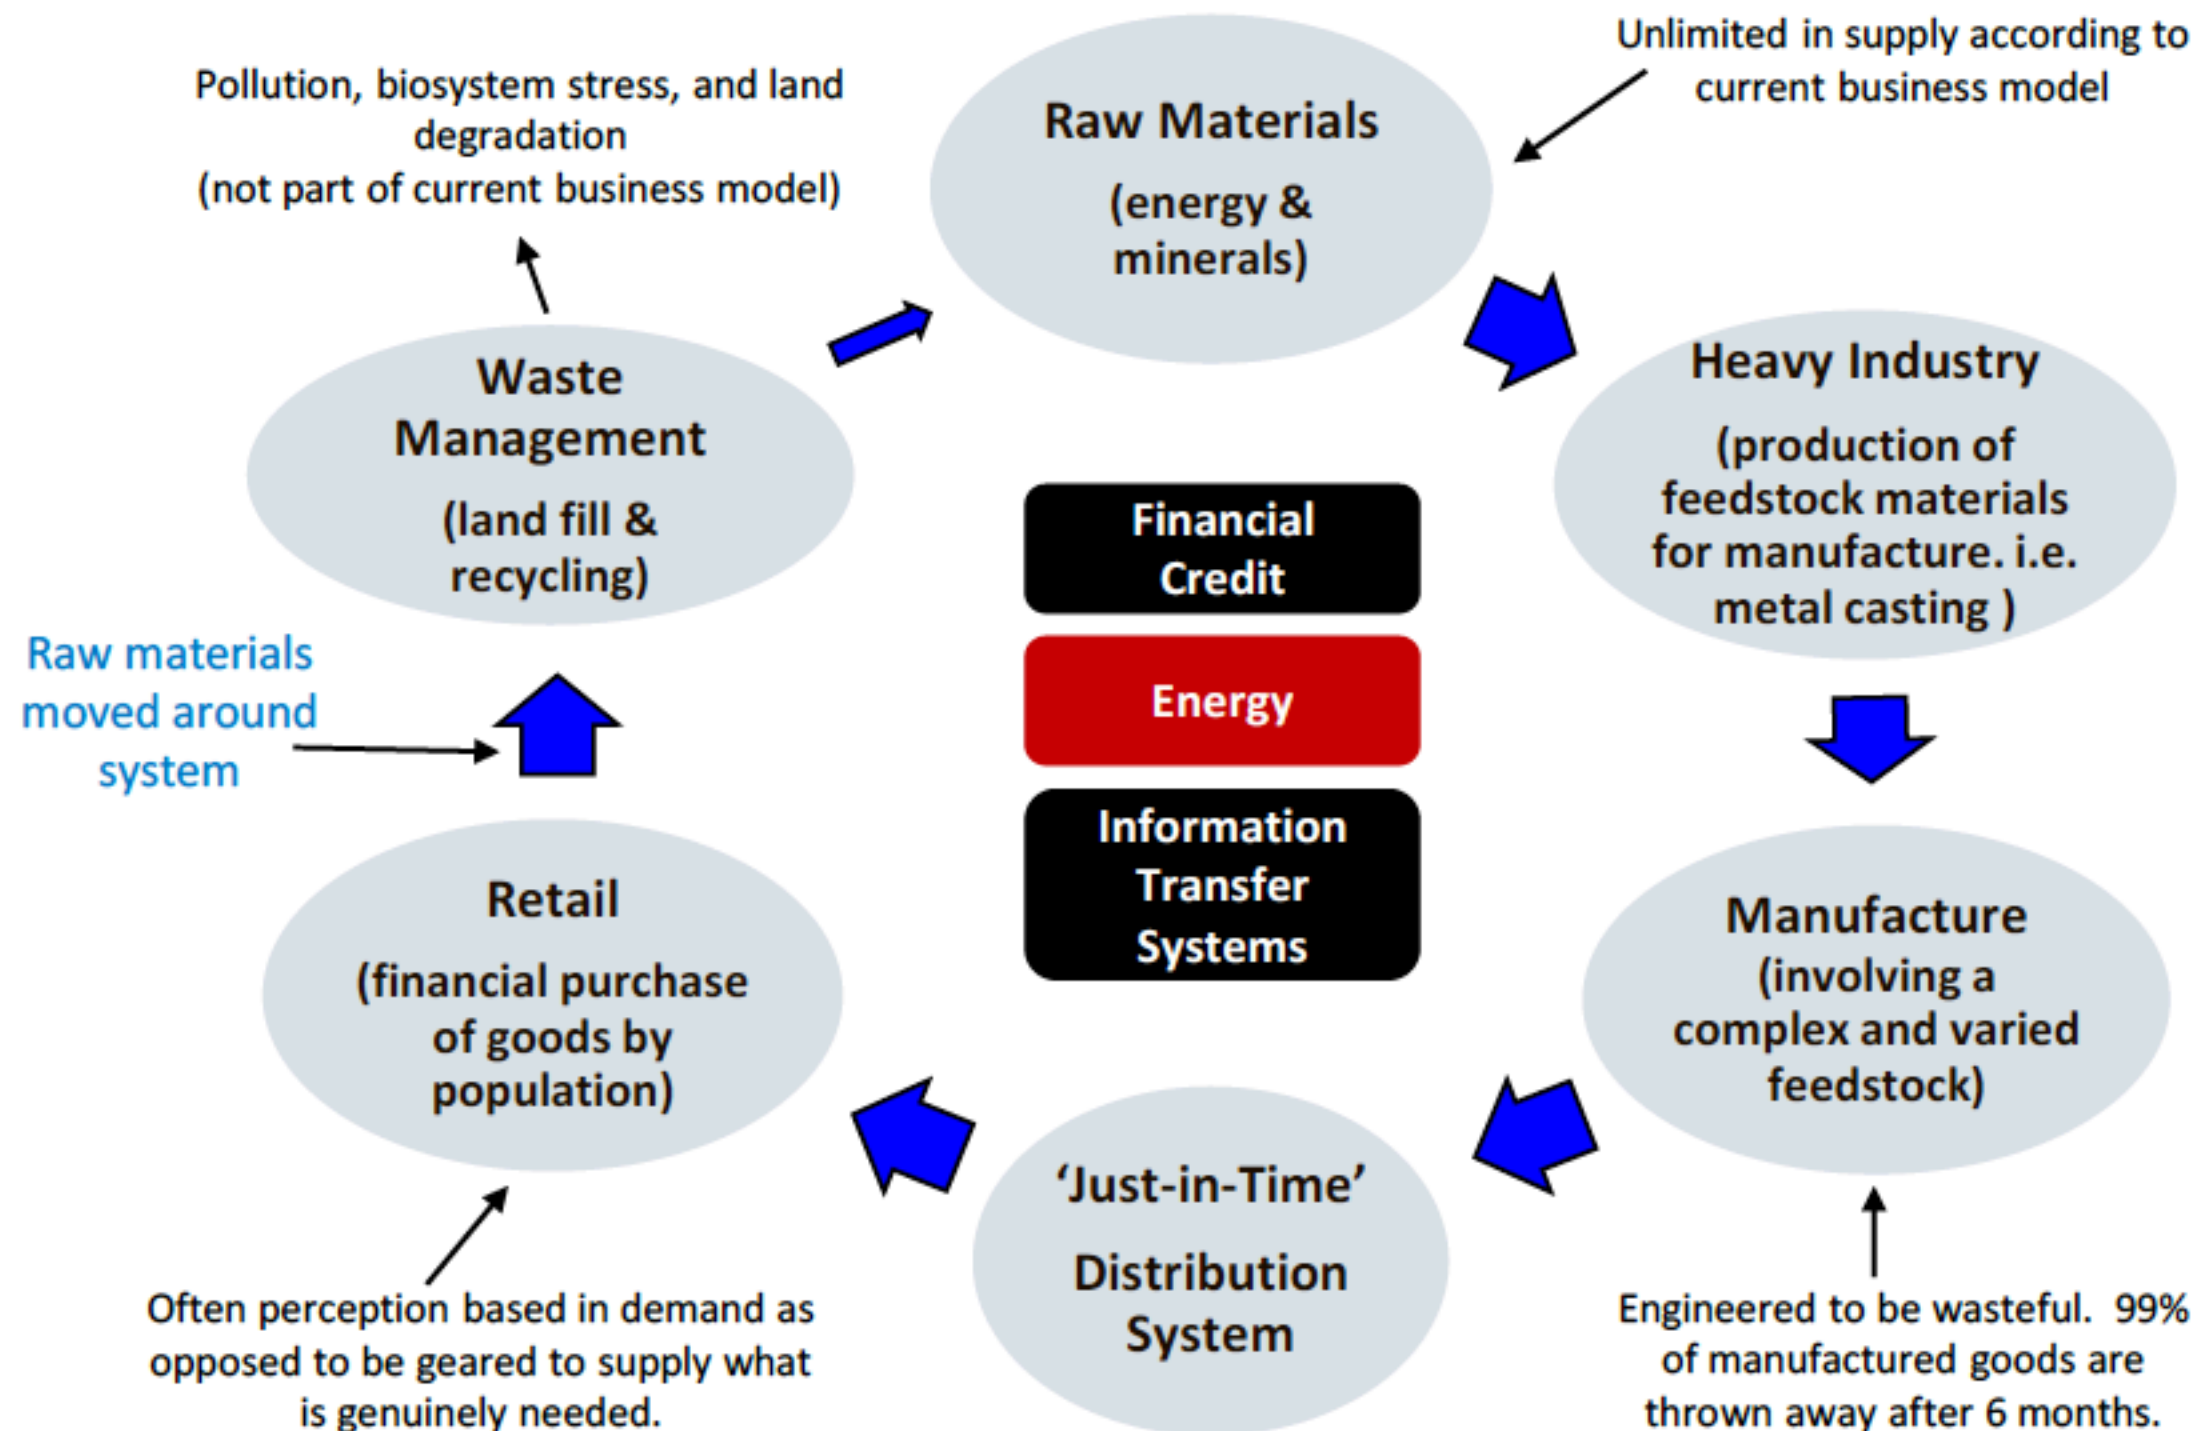 Unlimited in supply according to
current business model
Pollution, biosystem stress, and land
degradation
(not part of current business model)
Raw Materials
(energy &
minerals)
Heavy Industry
(production of
feedstock materials
for manufacture. i.e.
metal casting )
Waste
Management
(land fill &
recycling)
Financial
Credit
Energy
Information
Transfer
Systems
Raw materials
moved around
system
Manufacture
(involving a
complex and varied
feedstock)
Retail
(financial purchase
of goods by
population)
‘Just-in-Time’
Distribution
System
Often perception based in demand as
opposed to be geared to supply what
is genuinely needed.
Engineered to be wasteful.  99%
of manufactured goods are
thrown away after 6 months.